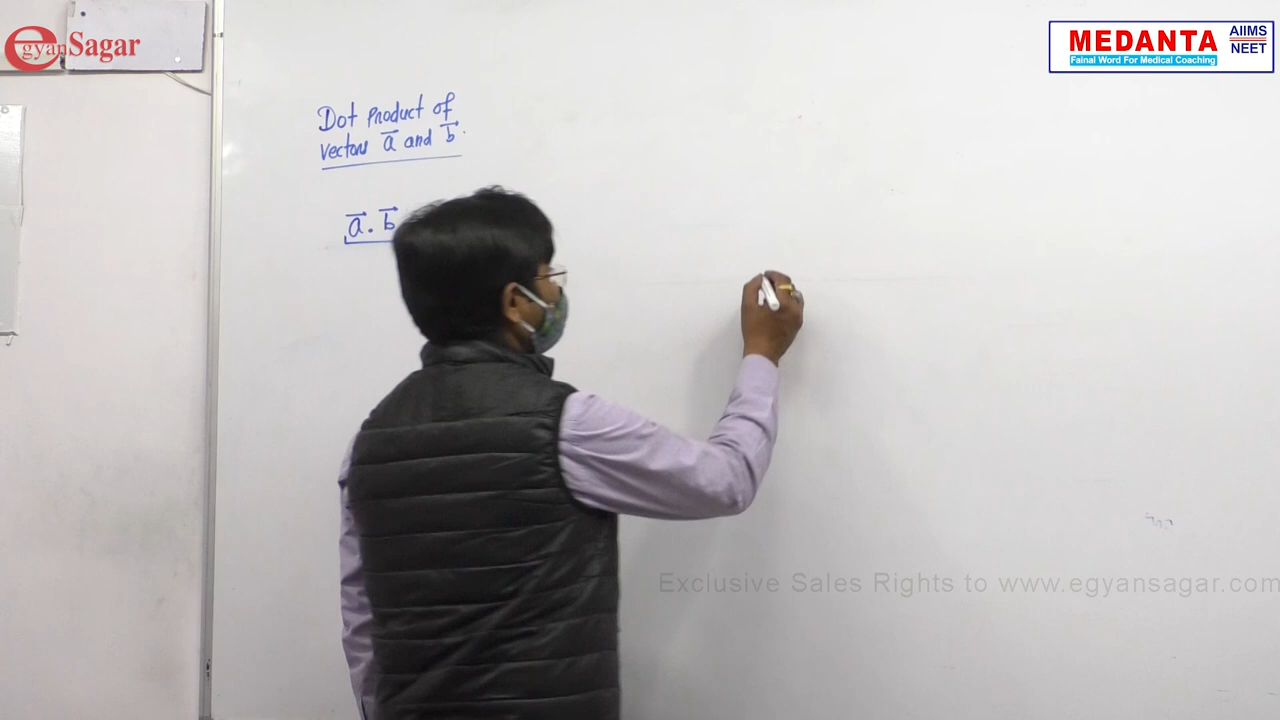 egyanSagar
MEDANTA
AIIMS
NEET
Fainal Word For Medical Coaching
Dot Product of
vectors a⃗ and b⃗.
a⃗ . b⃗
Exclusive Sales Rights to www.egyansagar.com